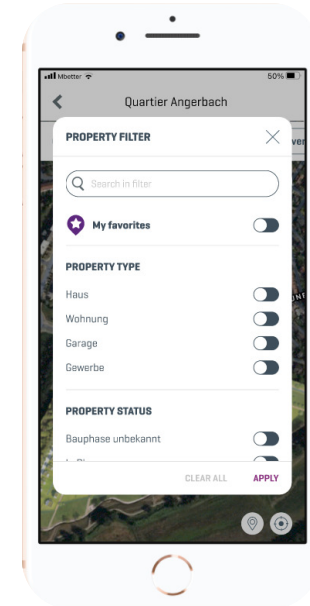 Mbetter 50%
Quartier Angerbach
PROPERTY FILTER
Search in filter
My favorites
PROPERTY TYPE
Haus
Wohnung
Garage
Gewerbe
PROPERTY STATUS
Bauphase unbekannt
CLEAR ALL APPLY